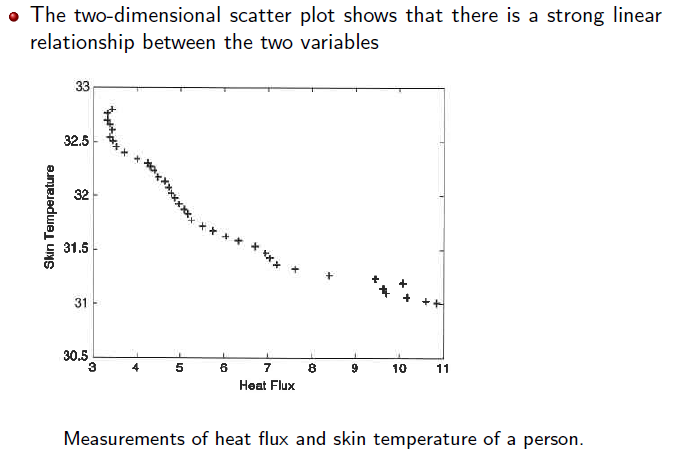 The two-dimensional scatter plot shows that there is a strong linear
relationship between the two variables
33
32.5
32
31.5
31
30.5
Skin Temperature
3 4 5 6 7 8 9 10 11
Heat Flux
Measurements of heat flux and skin temperature of a person.